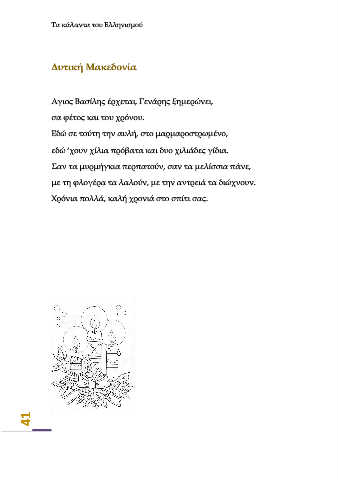 Τα κάλαντα του Ελληνισμού
Δυτική Μακεδονία
Αγιος Βασίλης έρχεται, Γενάρης ξημερώνει,
σα φέτος και του χρόνου.
Εδώ σε τούτη την αυλή, στο μαρμαροστρωμένο,
εδώ ‘χουν χίλια πρόβατα και δυο χιλιάδες γίδια.
Σαν τα μυρμήγκια περπατούν, σαν τα μελίσσια πάνε,
με τη φλογέρα τα λαλούν, με την αντρειά τα διώχνουν.
Χρόνια πολλά, καλή χρονιά στο σπίτι σας.
41